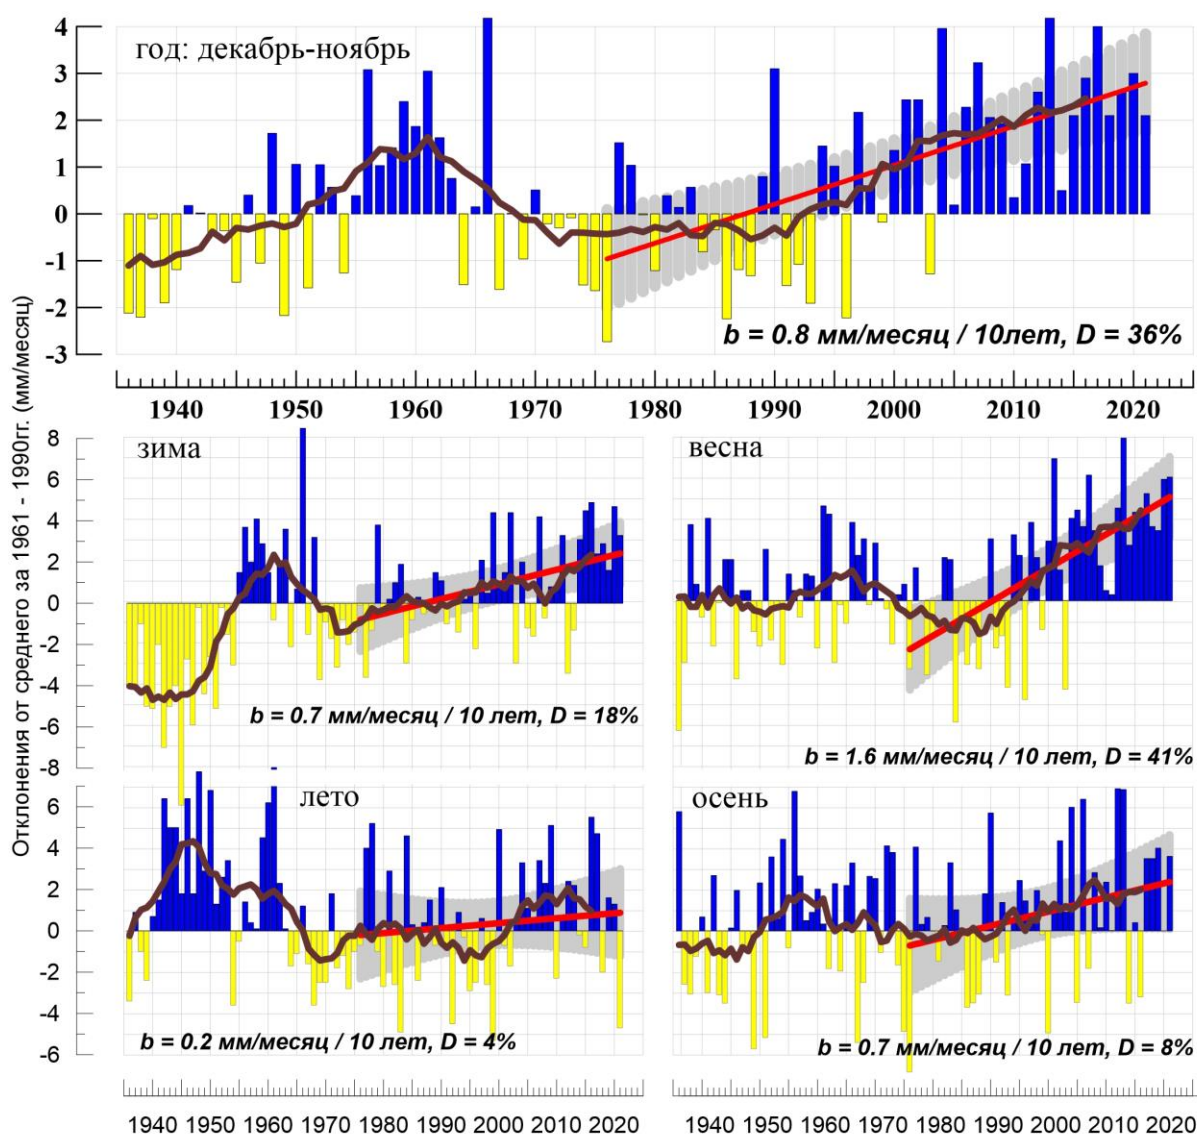 Отклонения от среднего за 1961 - 1990гг. (мм/месяц)
год: декабрь-ноябрь
4
3
2
1
0
-1
-2
-3
b = 0.8 мм/месяц / 10лет, D = 36%
1940 1950 1960 1970 1980 1990 2000 2010 2020
зима
весна
8
6
4
2
0
-2
-4
-6
-8
b = 0.7 мм/месяц / 10 лет, D = 18%
b = 1.6 мм/месяц / 10 лет, D = 41%
лето
осень
6
4
2
0
-2
-4
-6
b = 0.2 мм/месяц / 10 лет, D = 4%
b = 0.7 мм/месяц / 10 лет, D = 8%
1940 1950 1960 1970 1980 1990 2000 2010 2020
1940 1950 1960 1970 1980 1990 2000 2010 2020